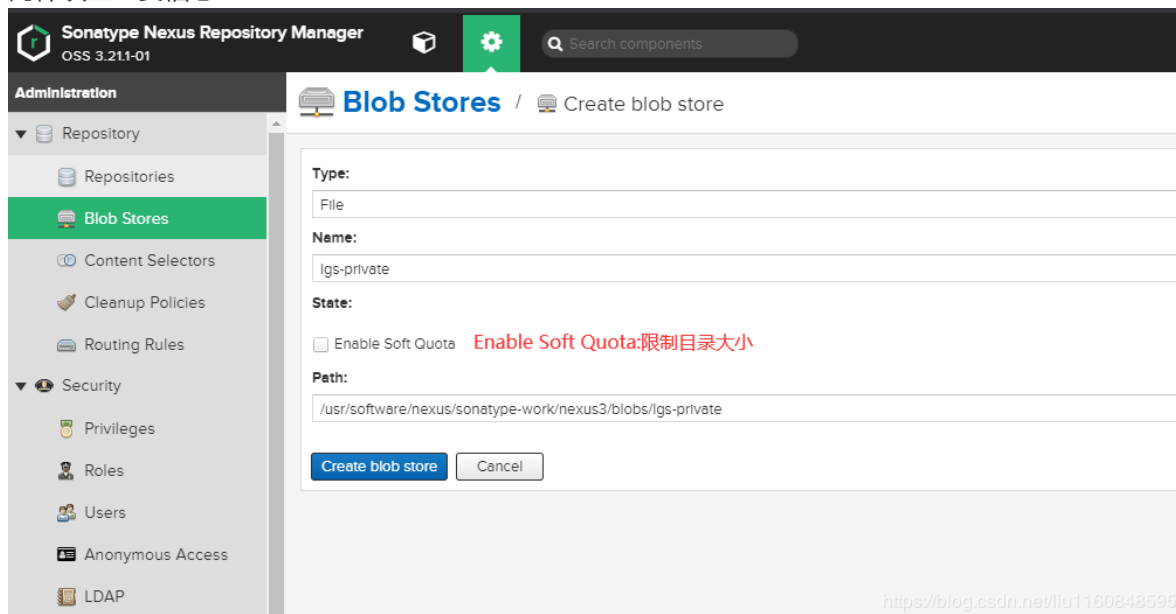 Sonatype Nexus Repository Manager
OSS 3.21.1-01
Search components
Administration
Blob Stores / Create blob store
Repository
Repositories
Blob Stores
Content Selectors
Cleanup Policies
Routing Rules
Security
Privileges
Roles
Users
Anonymous Access
LDAP
Type:
File
Name:
lgs-private
State:
Enable Soft Quota Enable Soft Quota:限制目录大小
Path:
/usr/software/nexus/sonatype-work/nexus3/blobs/lgs-private
Create blob store Cancel
https://blog.csdn.net/liu1160848595